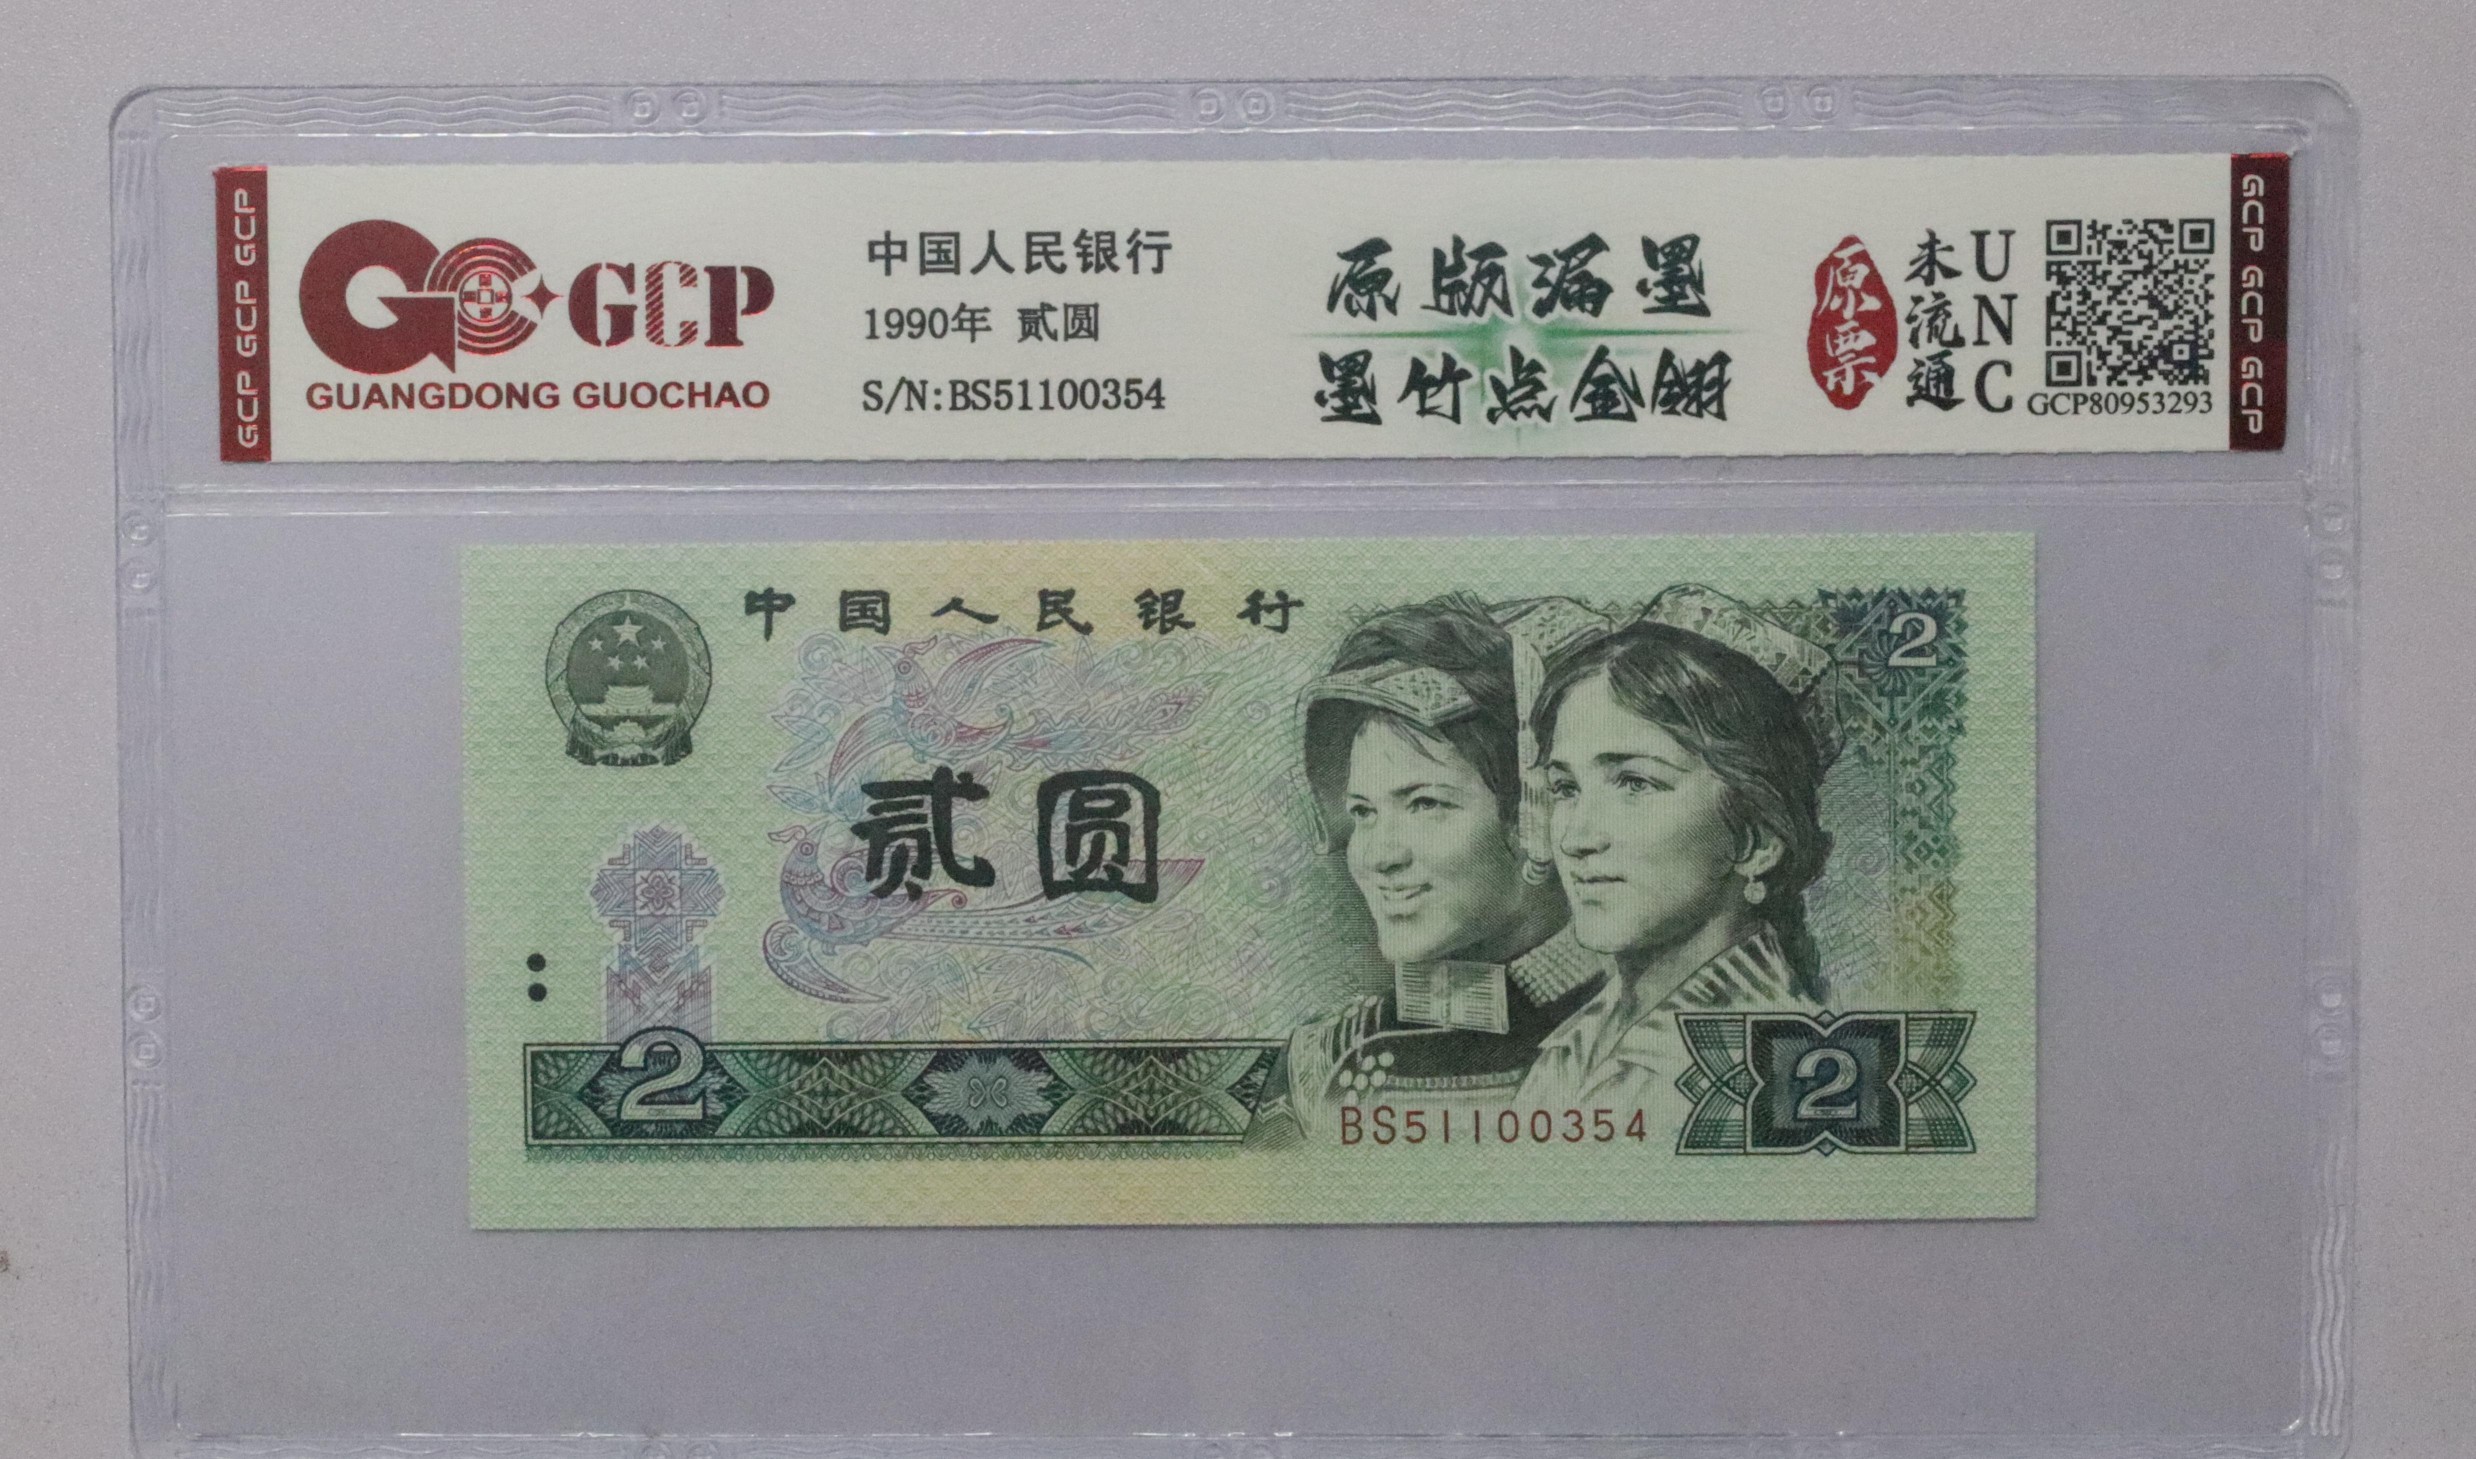 GCP GCP GCP
GCP
GUANGDONG GUOCHAO
中国人民银行
1990年 贰圆
S/N:BS51100354
原版漏墨
墨竹点金翎
原票
未流通
UNC
GCP80953293
GCP GCP GCP
中国人民银行
2
贰圆
2
BS51100354
2